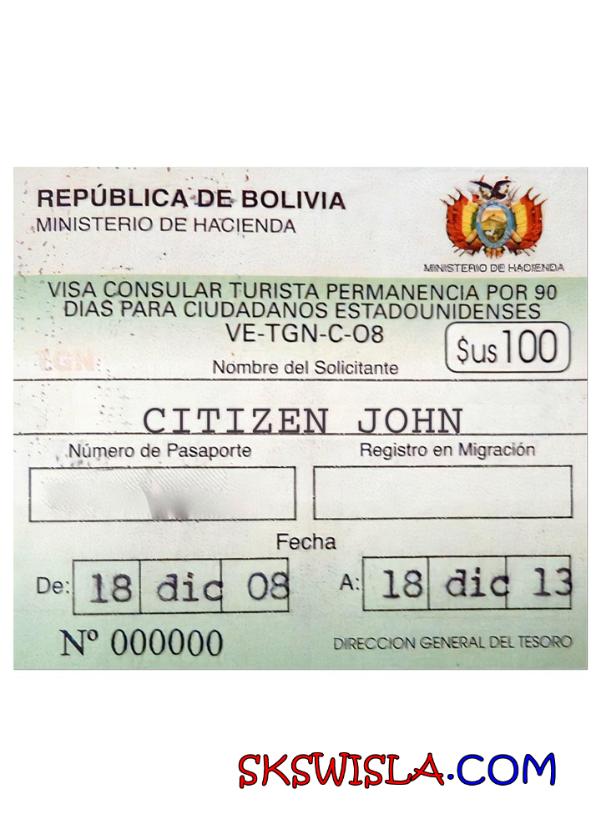 REPÚBLICA DE BOLIVIA
MINISTERIO DE HACIENDA
MINISTERIO DE HACIENDA
VISA CONSULAR TURISTA PERMANENCIA POR 90
DIAS PARA CIUDADANOS ESTADOUNIDENSES
VE-TGN-C-08
$us 100
TGN
Nombre del Solicitante
CITIZEN JOHN
Número de Pasaporte
Registro en Migración
Fecha
De: 18 dic 08 A: 18 dic 13
Nº 000000
DIRECCION GENERAL DEL TESORO
SKSWISLA.COM